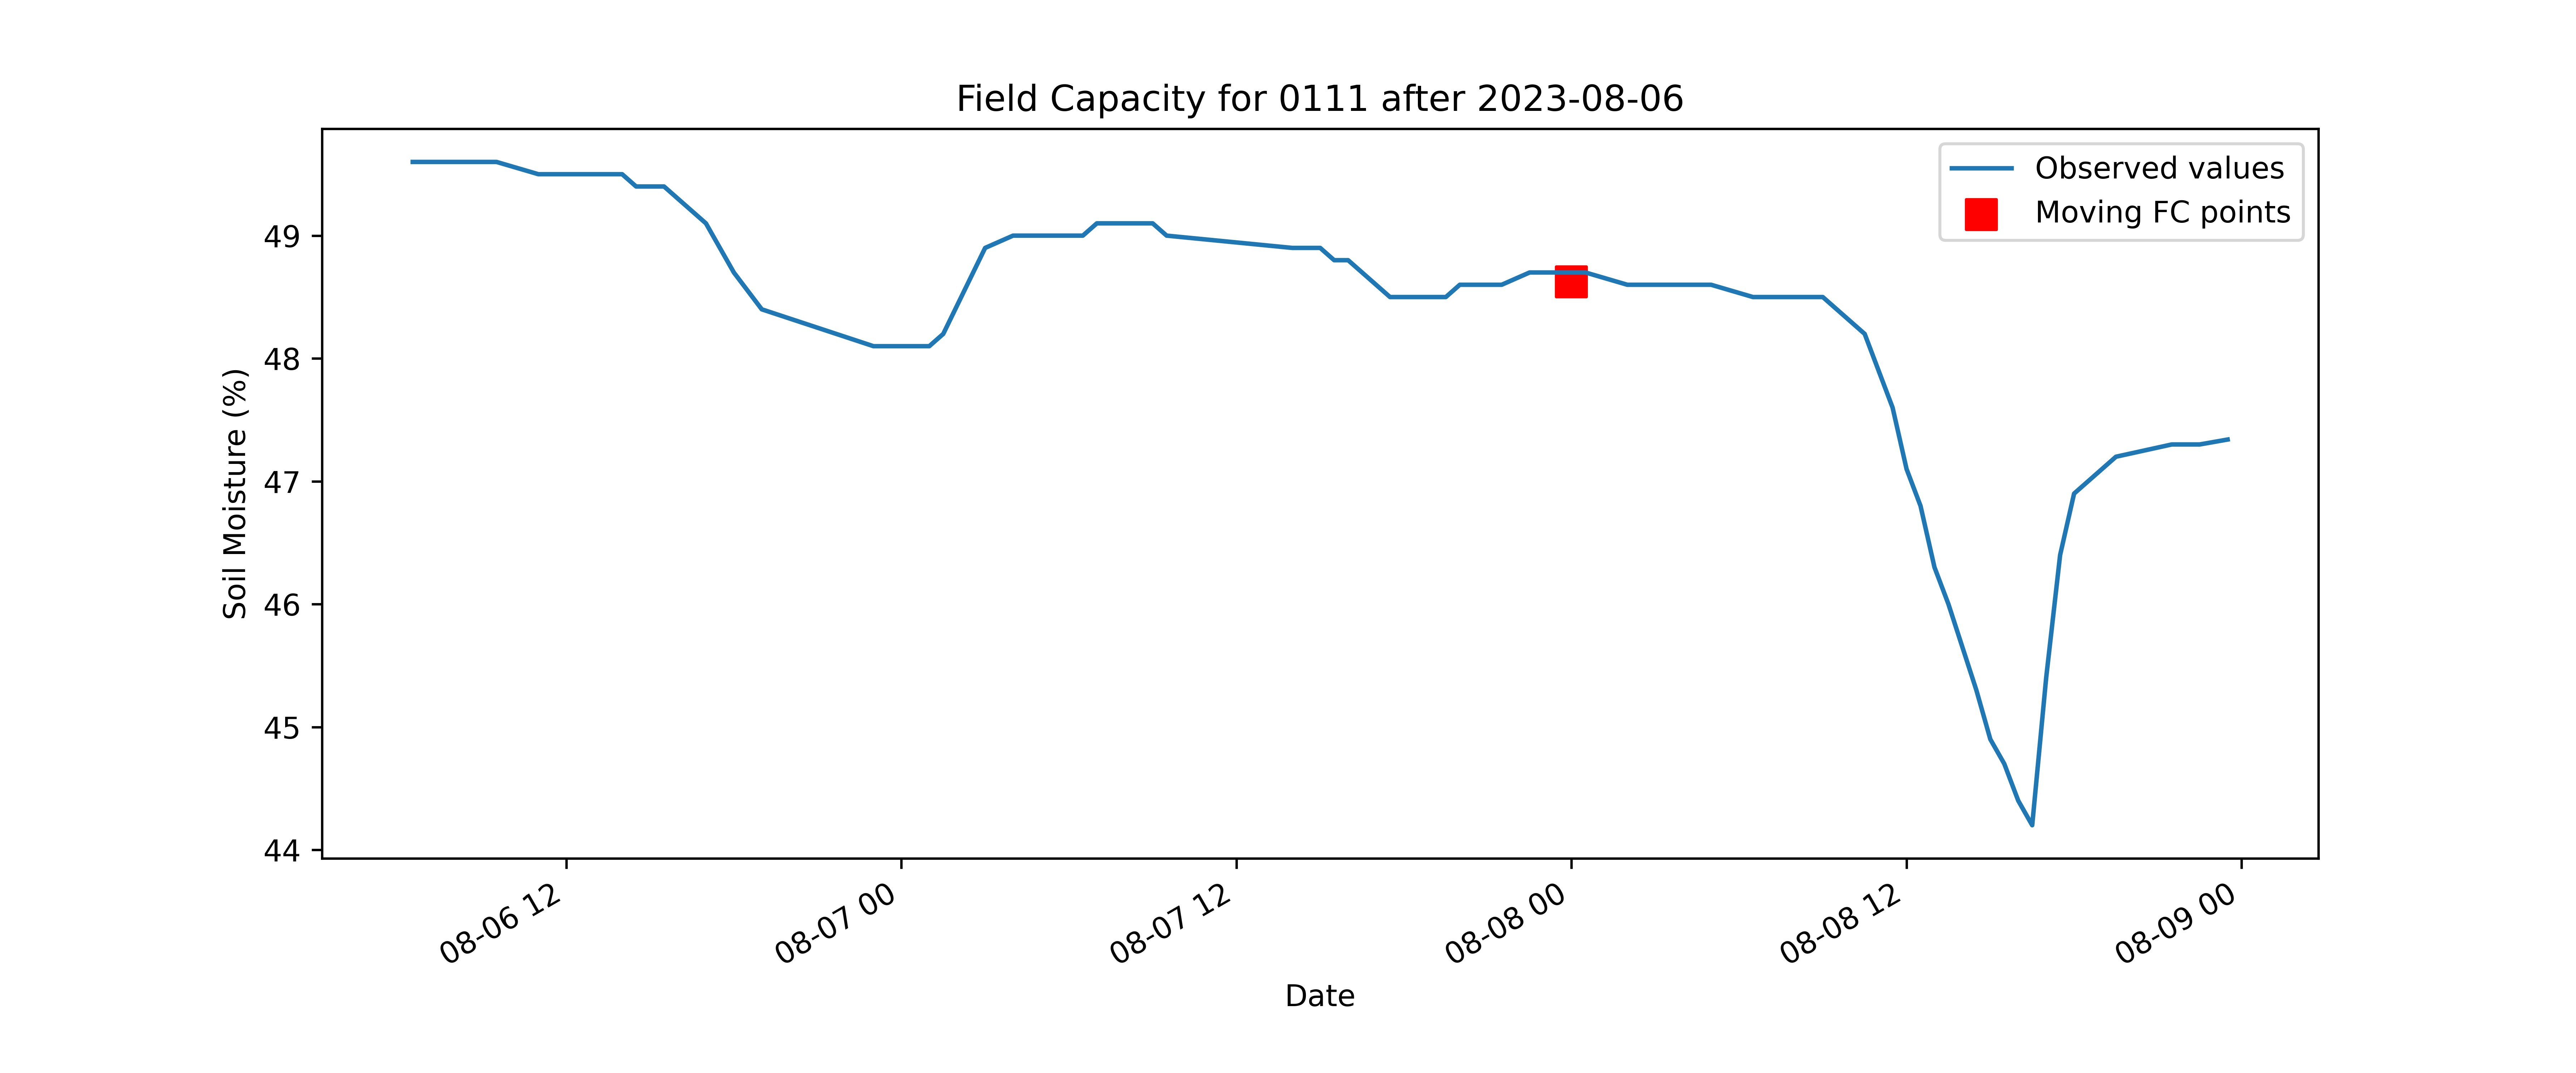 Field Capacity for 0111 after 2023-08-06
Observed values
Moving FC points
Soil Moisture (%)
49
48
47
46
45
44
08-06 12
08-07 00
08-07 12
08-08 00
08-08 12
08-09 00
Date